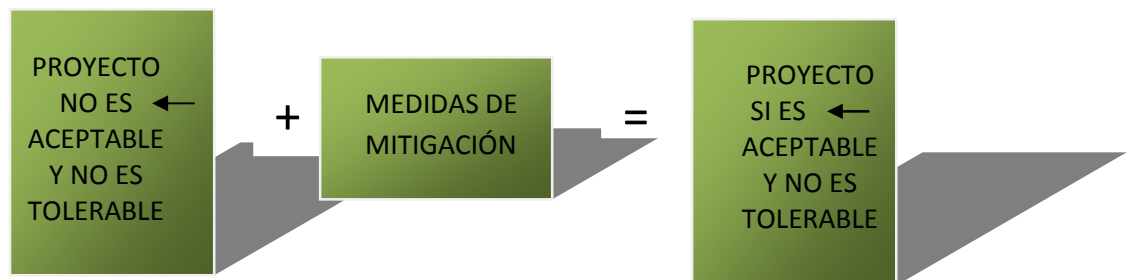 PROYECTO
NO ES ←
ACEPTABLE
Y NO ES
TOLERABLE
+
MEDIDAS DE
MITIGACIÓN
=
PROYECTO
SI ES ←
ACEPTABLE
Y NO ES
TOLERABLE